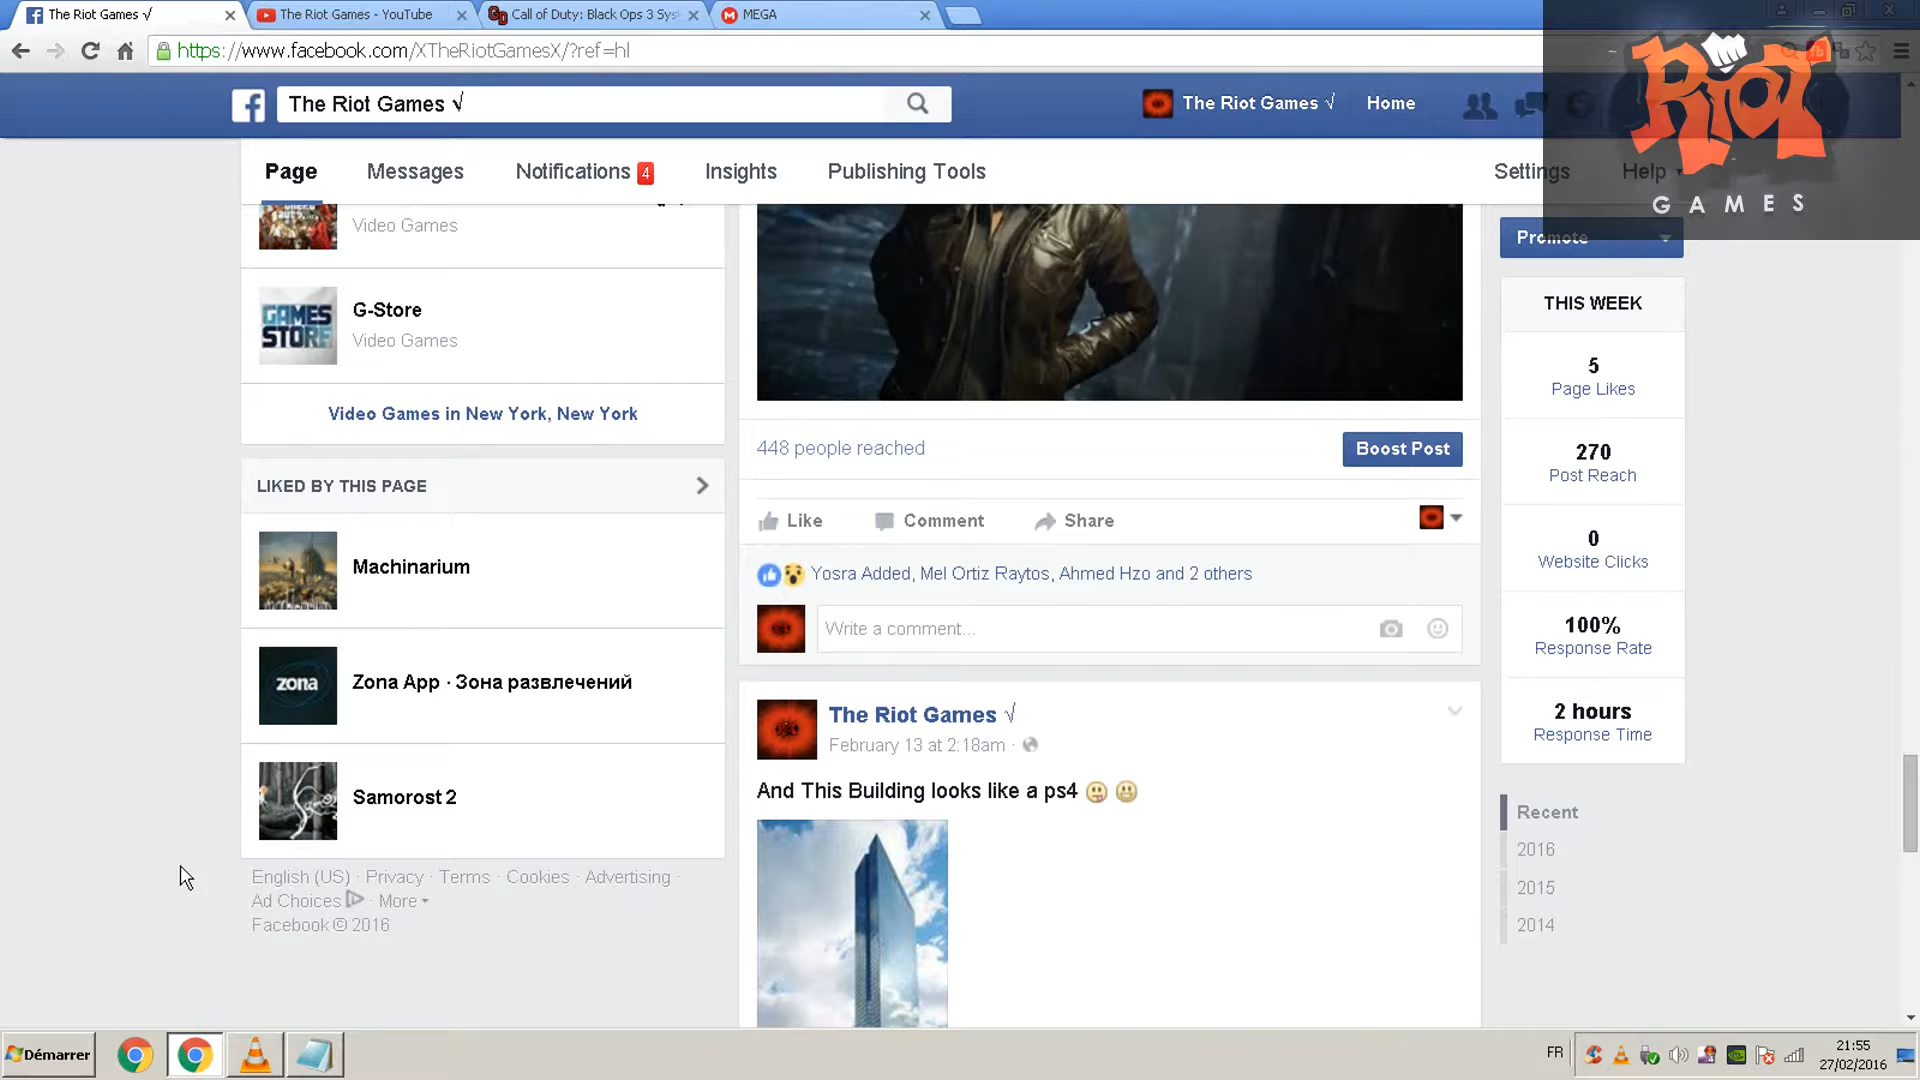 The Riot Games √
The Riot Games - YouTube
Call of Duty: Black Ops 3 Sys
MEGA
https://www.facebook.com/XTheRiotGamesX/?ref=hl
The Riot Games √
The Riot Games √
Home
RIOT
GAMES
Page
Messages
Notifications 4
Insights
Publishing Tools
Settings
Help
Video Games
G-Store
Video Games
GAMES
STORE
Video Games in New York, New York
LIKED BY THIS PAGE
Machinarium
zona
Zona App · Зона развлечений
Samorost 2
English (US) · Privacy · Terms · Cookies · Advertising ·
Ad Choices · More
Facebook © 2016
448 people reached
Boost Post
Like
Comment
Share
Yosra Added, Mel Ortiz Raytos, Ahmed Hzo and 2 others
Write a comment...
The Riot Games √
February 13 at 2:18am ·
And This Building looks like a ps4
Promote
THIS WEEK
5
Page Likes
270
Post Reach
0
Website Clicks
100%
Response Rate
2 hours
Response Time
Recent
2016
2015
2014
Démarrer
FR
21:55
27/02/2016